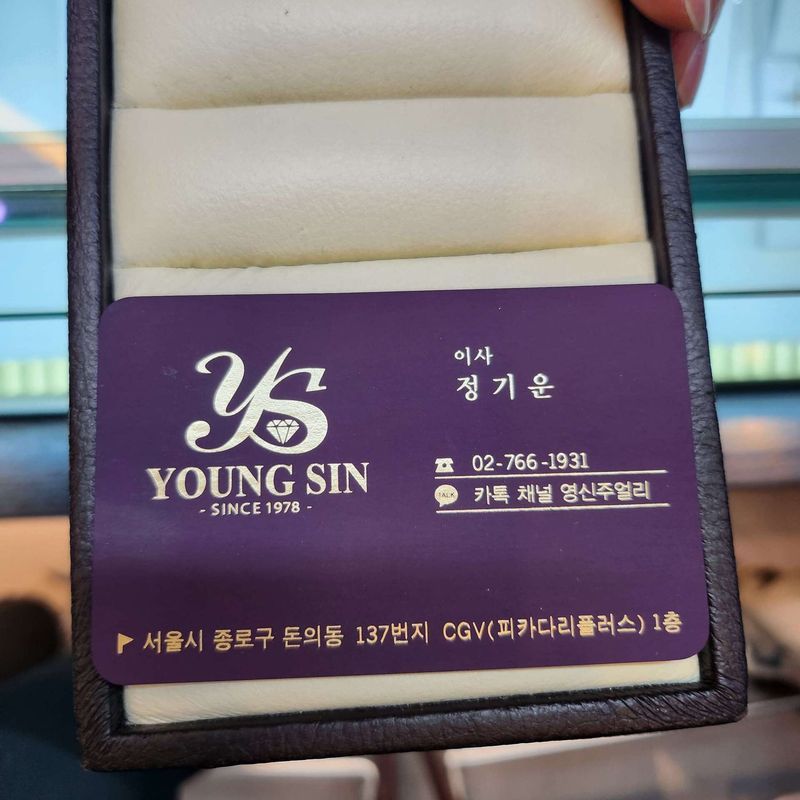 YS
YOUNG SIN
- SINCE 1978 -
이사
정기운
02-766-1931
TALK 카톡 채널 영신주얼리
서울시 종로구 돈의동 137번지 CGV(피카다리플러스) 1층